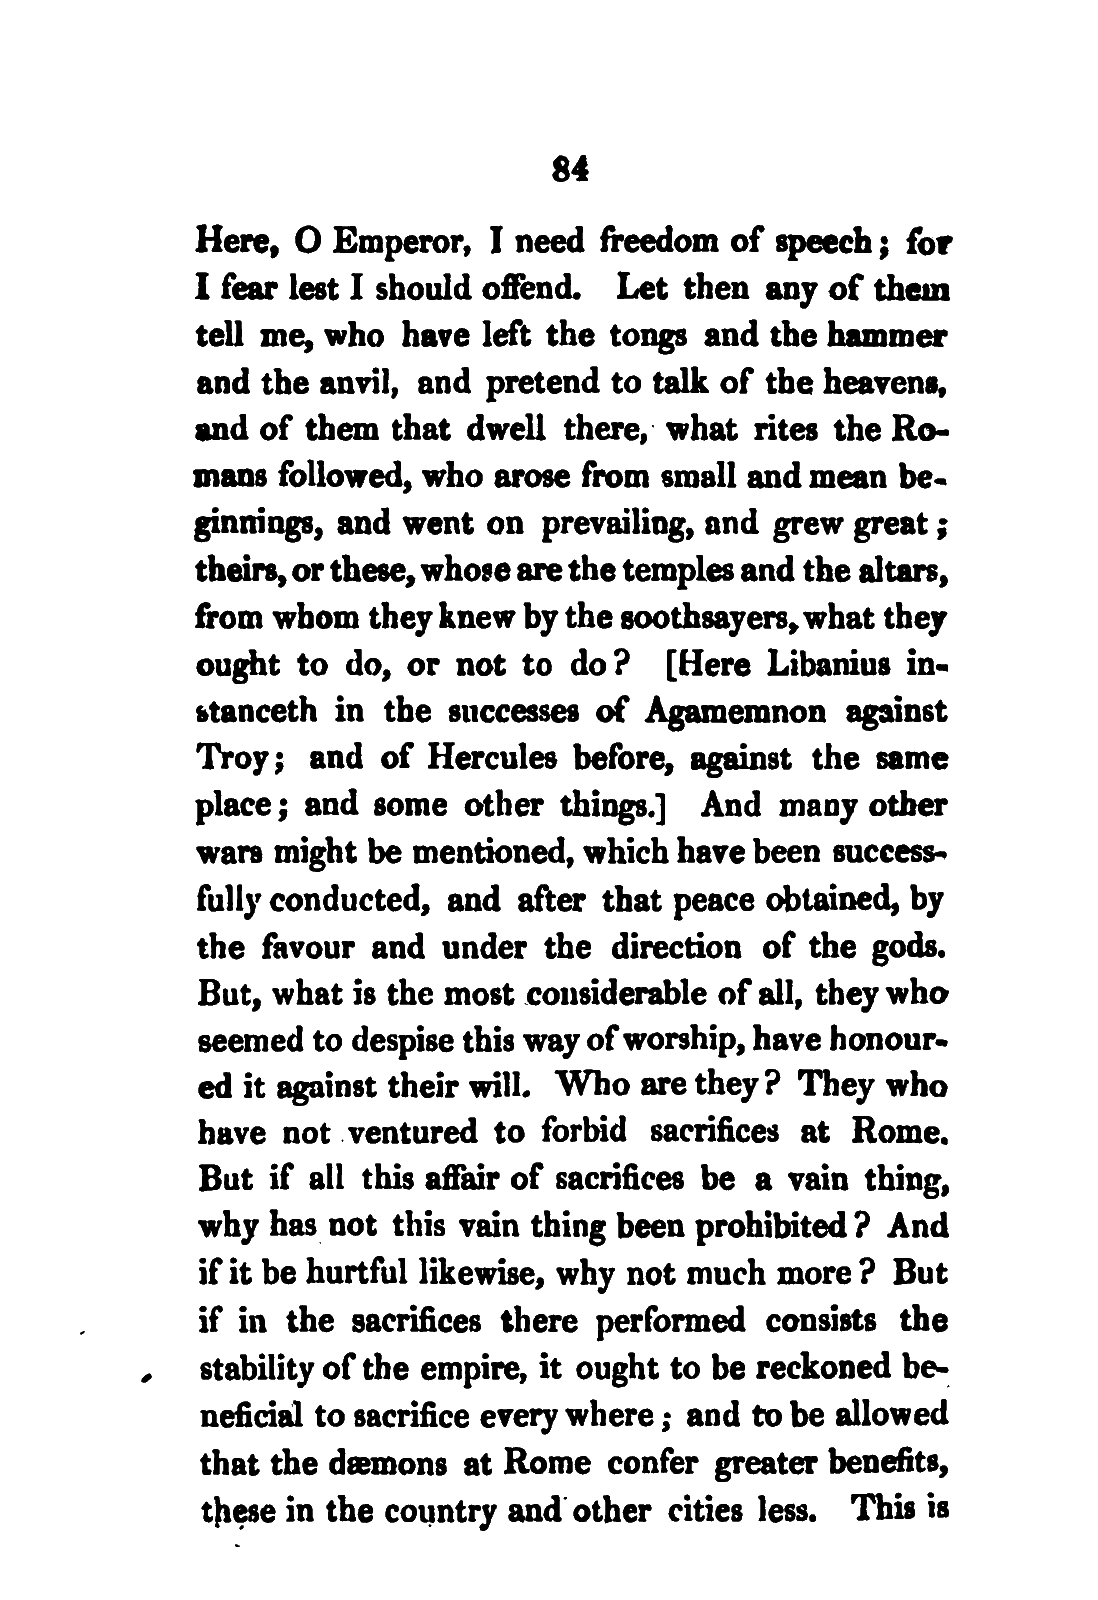 84
Here, O Emperor, I need freedom of speech; for
I fear lest I should offend. Let then any of them
tell me, who have left the tongs and the hammer
and the anvil, and pretend to talk of the heavens,
and of them that dwell there, what rites the Ro-
mans followed, who arose from small and mean be-
ginnings, and went on prevailing, and grew great;
theirs, or these, whose are the temples and the altars,
from whom they knew by the soothsayers, what they
ought to do, or not to do? [Here Libanius in-
stanceth in the successes of Agamemnon against
Troy; and of Hercules before, against the same
place; and some other things.] And many other
wars might be mentioned, which have been success-
fully conducted, and after that peace obtained, by
the favour and under the direction of the gods.
But, what is the most considerable of all, they who
seemed to despise this way of worship, have honour-
ed it against their will. Who are they? They who
have not ventured to forbid sacrifices at Rome.
But if all this affair of sacrifices be a vain thing,
why has not this vain thing been prohibited? And
if it be hurtful likewise, why not much more? But
if in the sacrifices there performed consists the
stability of the empire, it ought to be reckoned be-
neficial to sacrifice every where; and to be allowed
that the dæmons at Rome confer greater benefits,
these in the country and other cities less. This is